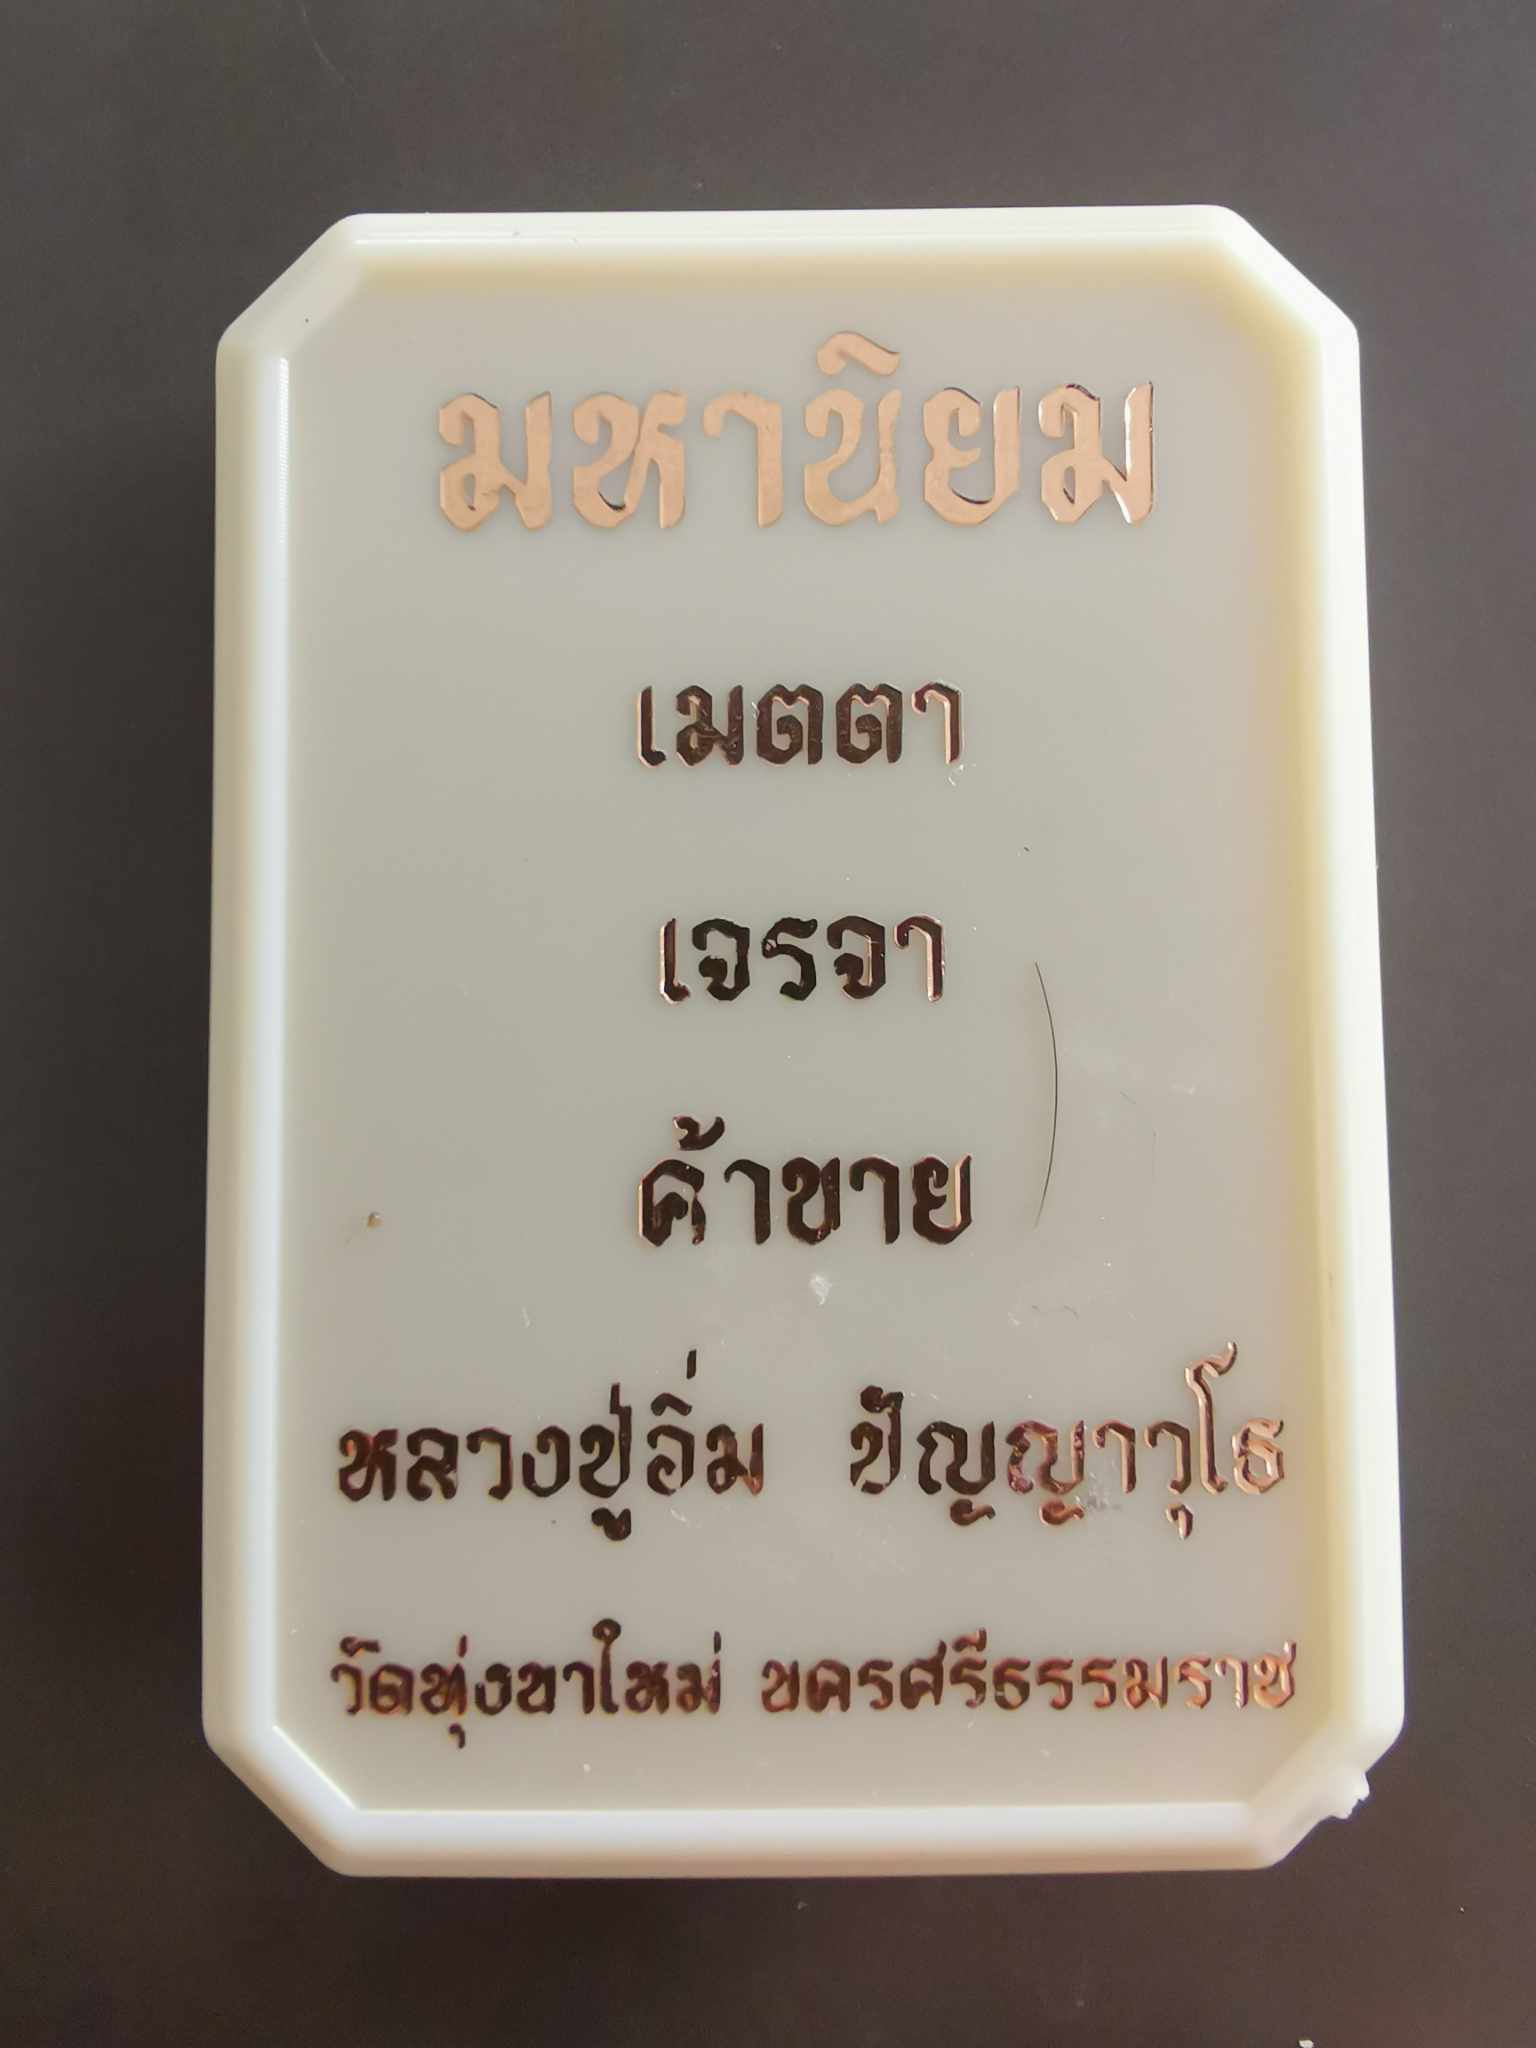 มหานิยม
เมตตา
เจรจา
ค้าขาย
หลวงปู่อิ่ม ปัญญาวุโธ
วัดทุ่งนาใหม่ นครศรีธรรมราช